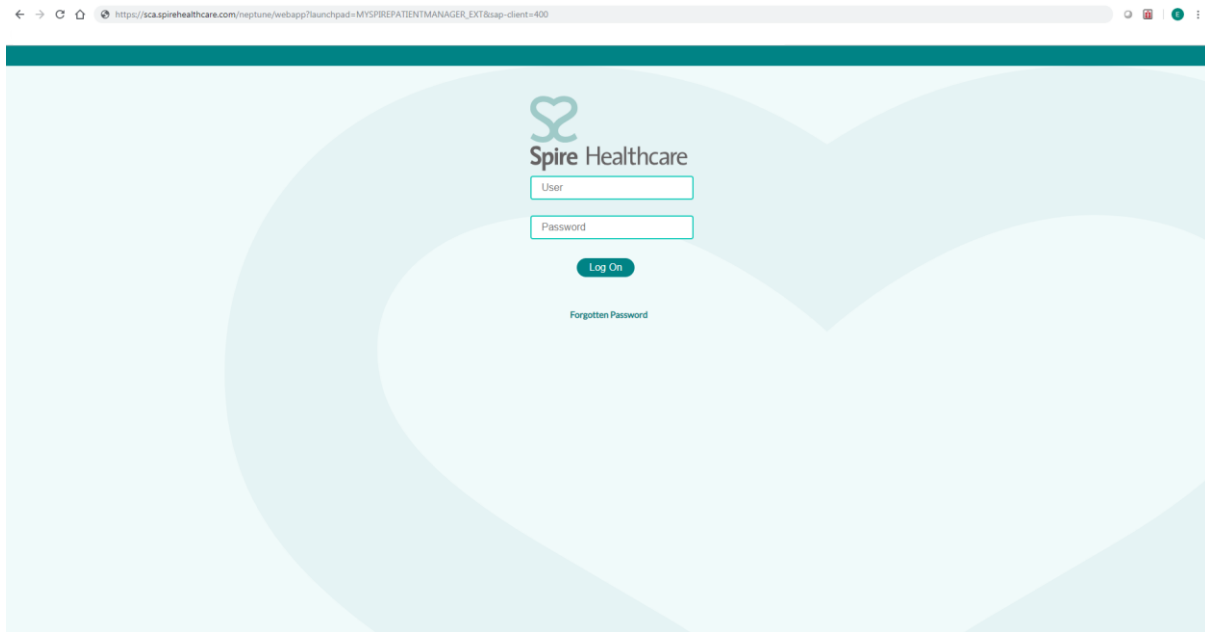 https://sca.spirehealthcare.com/neptune/webapp?launchpad=MYSPIREPATIENTMANAGER_EXT&sap-client=400
E
Spire Healthcare
User
Password
Log On
Forgotten Password